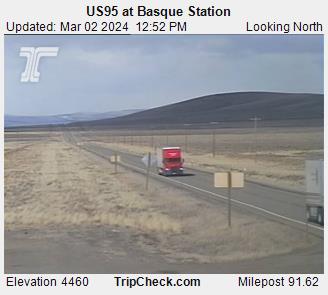 US95 at Basque Station
Updated: Mar 02 2024 12:52 PM Looking North
Elevation 4460 TripCheck.com Milepost 91.62